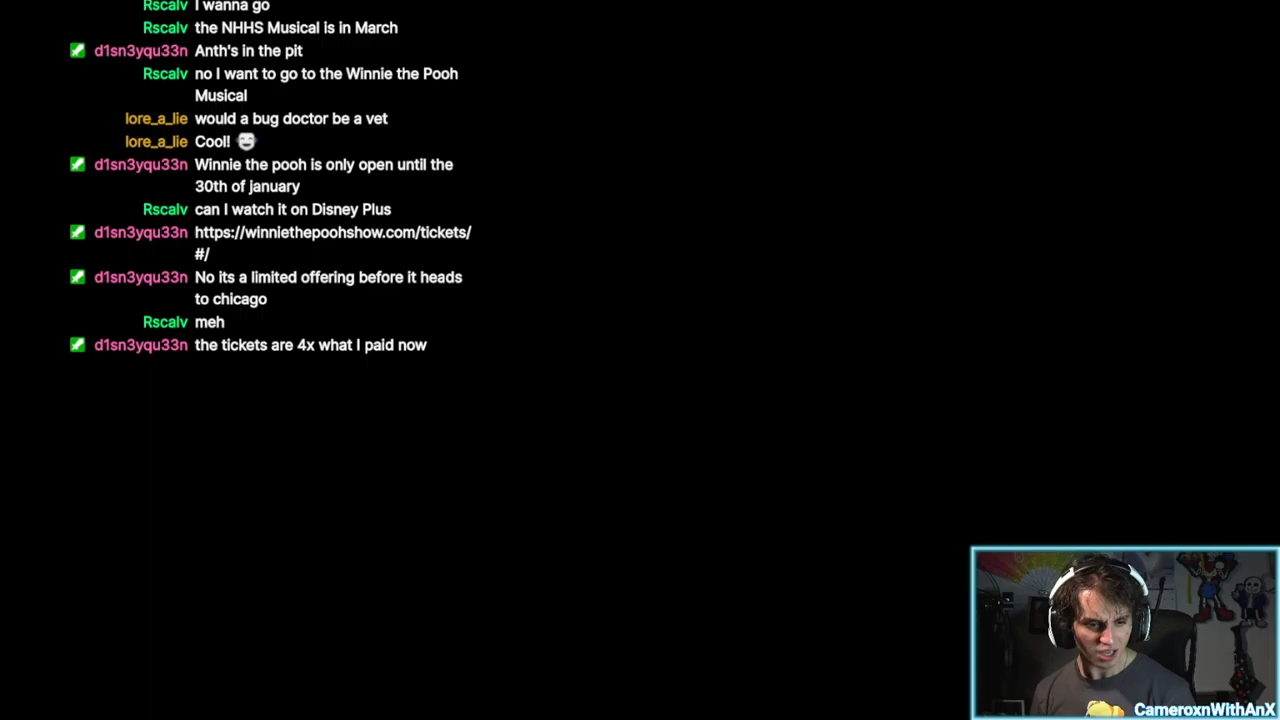 Rscalv I wanna go
Rscalv the NHHS Musical is in March
d1sn3yqu33n Anth's in the pit
Rscalv no I want to go to the Winnie the Pooh
Musical
lore_a_lie would a bug doctor be a vet
lore_a_lie Cool!
d1sn3yqu33n Winnie the pooh is only open until the
30th of january
Rscalv can I watch it on Disney Plus
d1sn3yqu33n https://winniethepoohshow.com/tickets/
#/
d1sn3yqu33n No its a limited offering before it heads
to chicago
Rscalv meh
d1sn3yqu33n the tickets are 4x what I paid now
CameroxnWithAnX